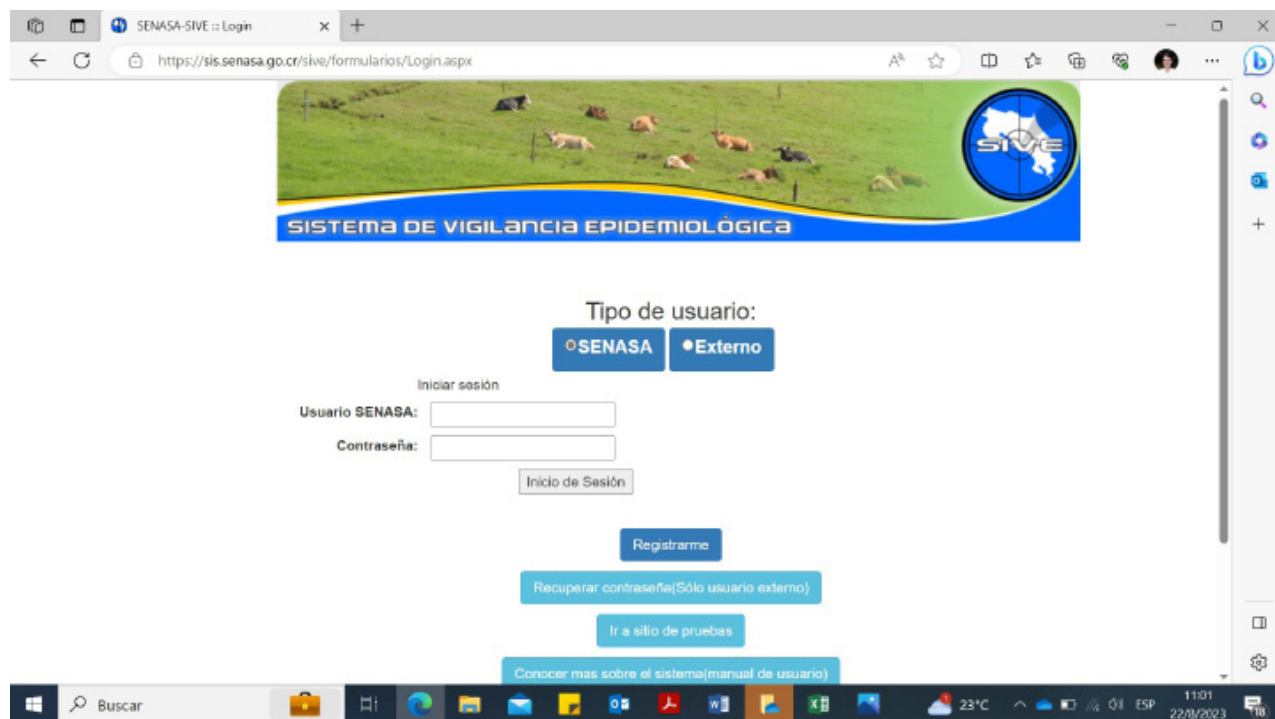 SENASA-SIVE :: Login
https://sis.senasa.go.cr/sive/formularios/Login.aspx
SIVE
SISTEMA DE VIGILANCIA EPIDEMIOLÓGICA
Tipo de usuario:
SENASA Externo
Iniciar sesión
Usuario SENASA:
Contraseña:
Inicio de Sesión
Registrarme
Recuperar contraseña(Sólo usuario externo)
Ir a sitio de pruebas
Conocer mas sobre el sistema(manual de usuario)
Buscar 23°C ESP 11:01
22/8/2023 18